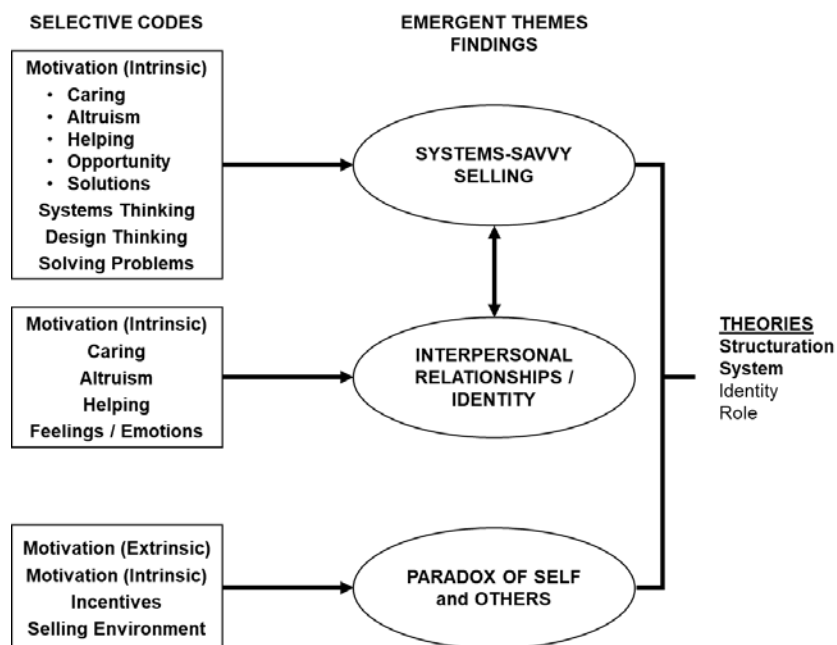 SELECTIVE CODES
Motivation (Intrinsic)
• Caring
• Altruism
• Helping
• Opportunity
• Solutions
Systems Thinking
Design Thinking
Solving Problems
Motivation (Intrinsic)
Caring
Altruism
Helping
Feelings / Emotions
Motivation (Extrinsic)
Motivation (Intrinsic)
Incentives
Selling Environment
EMERGENT THEMES
FINDINGS
SYSTEMS-SAVVY
SELLING
INTERPERSONAL
RELATIONSHIPS /
IDENTITY
PARADOX OF SELF
and OTHERS
THEORIES
Structuration
System
Identity
Role